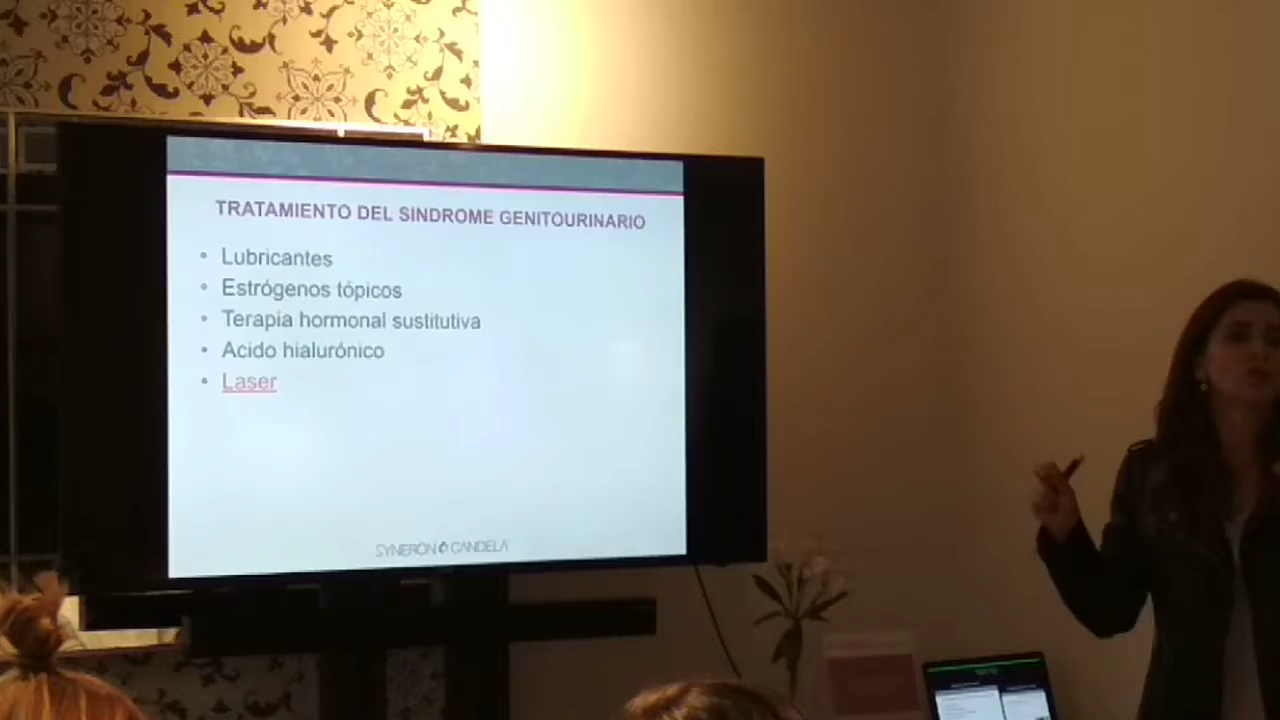 TRATAMIENTO DEL SINDROME GENITOURINARIO
• Lubricantes
• Estrógenos tópicos
• Terapia hormonal sustitutiva
• Acido hialurónico
• Laser
SYNERON CANDELA